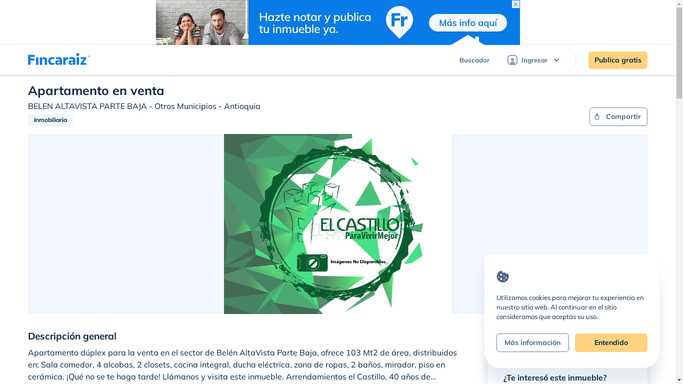 Hazte notar y publica
tu inmueble ya.
Fr
Más info aquí
Fincaraiz
Buscador
Ingresar
Publica gratis
Apartamento en venta
BELEN ALTAVISTA PARTE BAJA - Otros Municipios - Antioquia
Inmobiliaria
Compartir
EL CASTILLO
Para Vivir Mejor
Imágenes No Disponibles.
Utilizamos cookies para mejorar tu experiencia en
nuestro sitio web. Al continuar en el sitio
consideramos que aceptas su uso.
Más información
Entendido
Descripción general
Apartamento dúplex para la venta en el sector de Belén AltaVista Parte Baja, ofrece 103 Mt2 de área, distribuidos
en: Sala comedor, 4 alcobas, 2 closets, cocina integral, ducha eléctrica, zona de ropas, 2 baños, mirador, piso en
cerámica. ¡Qué no se te haga tarde! Llámanos y visita este inmueble. Arrendamientos el Castillo, 40 años de...
¿Te interesó este inmueble?